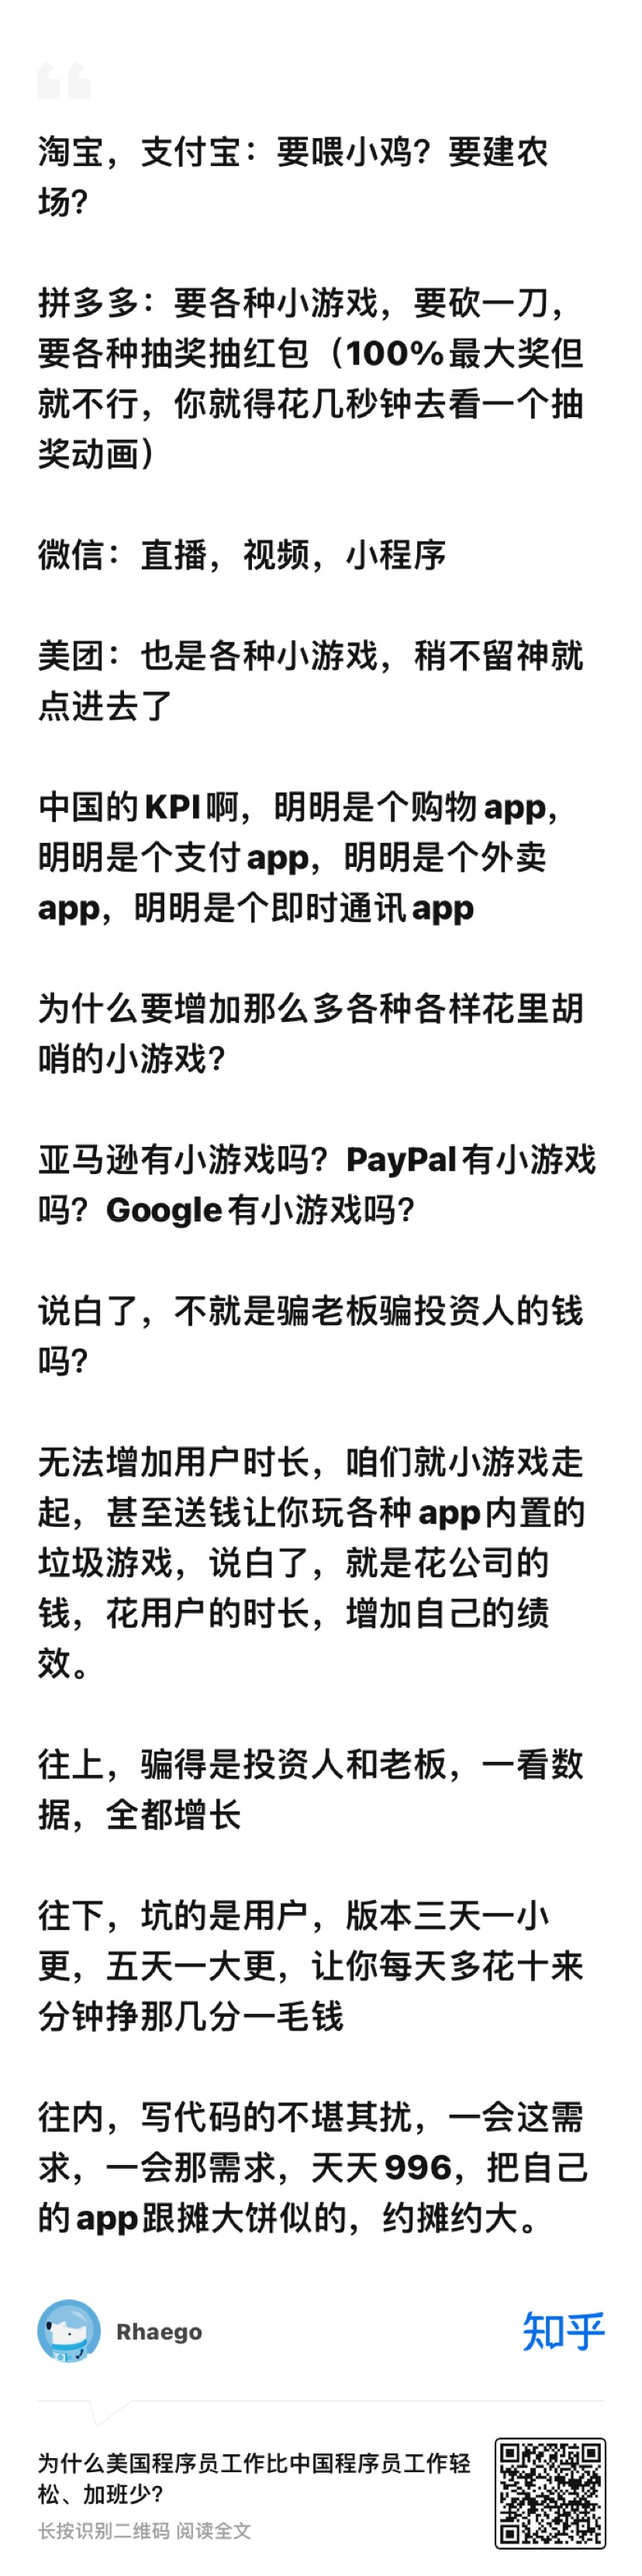 淘宝，支付宝：要喂小鸡？要建农
场？
拼多多：要各种小游戏，要砍一刀，
要各种抽奖抽红包（100%最大奖但
就不行，你就得花几秒钟去看一个抽
奖动画）
微信：直播，视频，小程序
美团：也是各种小游戏，稍不留神就
点进去了
中国的KPI啊，明明是个购物app，
明明是个支付app，明明是个外卖
app，明明是个即时通讯app
为什么要增加那么多各种各样花里胡
哨的小游戏？
亚马逊有小游戏吗？PayPal有小游戏
吗？Google有小游戏吗？
说白了，不就是骗老板骗投资人的钱
吗？
无法增加用户时长，咱们就小游戏走
起，甚至送钱让你玩各种app内置的
垃圾游戏，说白了，就是花公司的
钱，花用户的时长，增加自己的绩
效。
往上，骗得是投资人和老板，一看数
据，全都增长
往下，坑的是用户，版本三天一小
更，五天一大更，让你每天多花十来
分钟挣那几分一毛钱
往内，写代码的不堪其扰，一会这需
求，一会那需求，天天996，把自己
的app跟摊大饼似的，约摊约大。
Rhaego
知乎
为什么美国程序员工作比中国程序员工作轻
松、加班少？
长按识别二维码 阅读全文